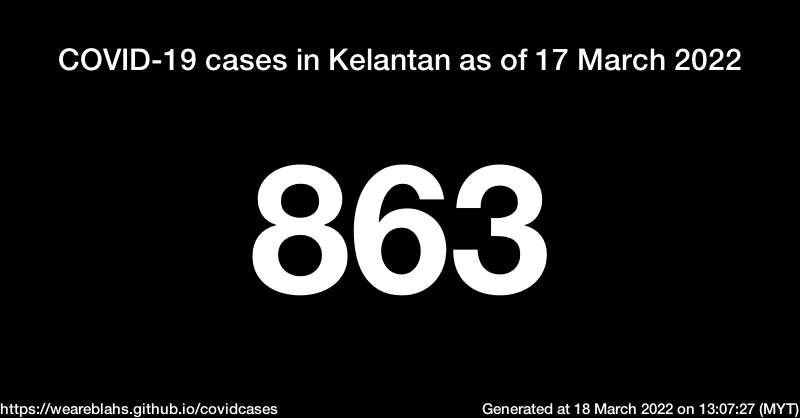 COVID-19 cases in Kelantan as of 17 March 2022
863
https://weareblahs.github.io/covidcases
Generated at 18 March 2022 on 13:07:27 (MYT)